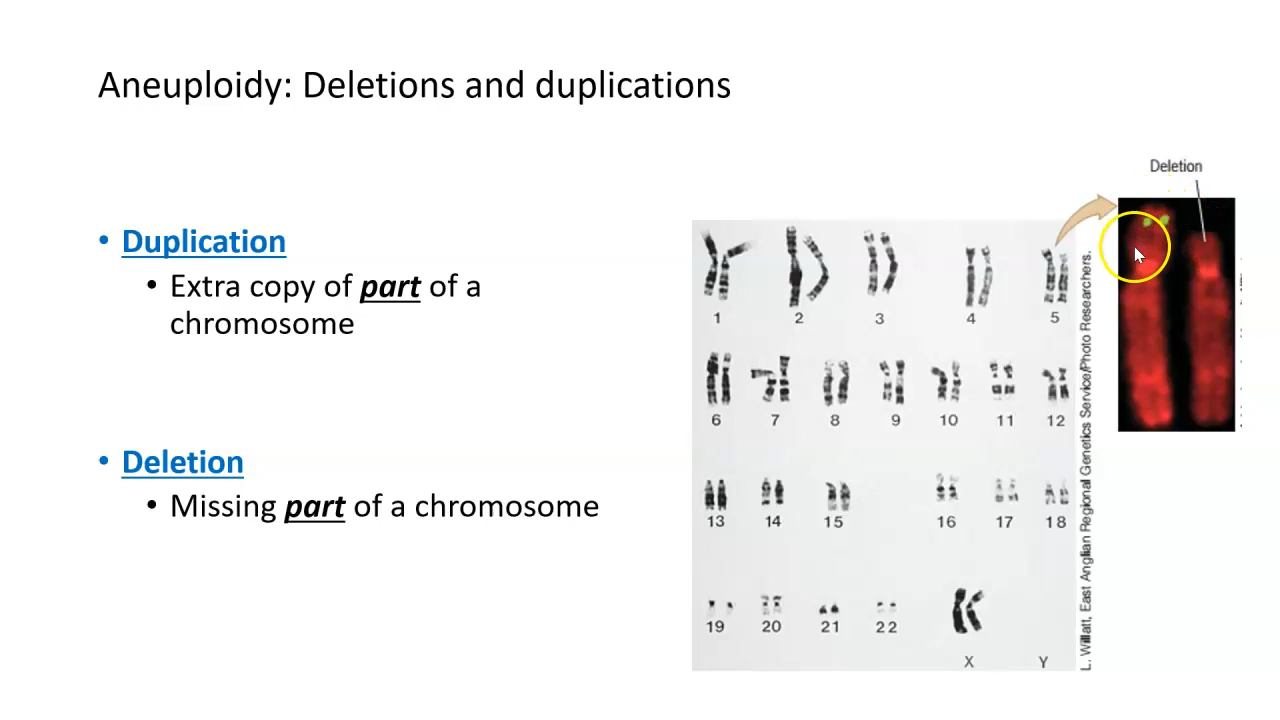 Aneuploidy: Deletions and duplications
• Duplication
• Extra copy of part of a
chromosome
• Deletion
• Missing part of a chromosome
Deletion
1 2 3 4 5
6 7 8 9 10 11 12
13 14 15 16 17 18
19 20 21 22
X Y
L. Willatt, East Anglian Regional Genetics Service/Photo Researchers.